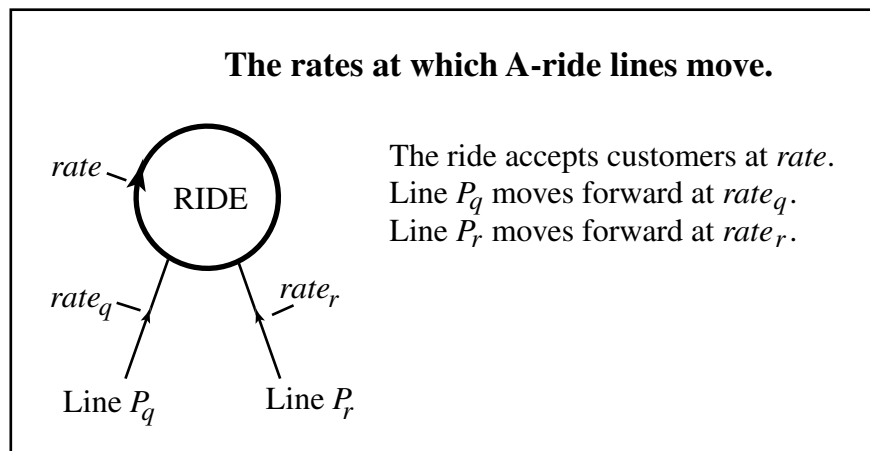 The rates at which A-ride lines move.
rate
RIDE
The ride accepts customers at rate.
Line Pq moves forward at rateq.
Line Pr moves forward at rater.
rateq
rater
Line Pq
Line Pr